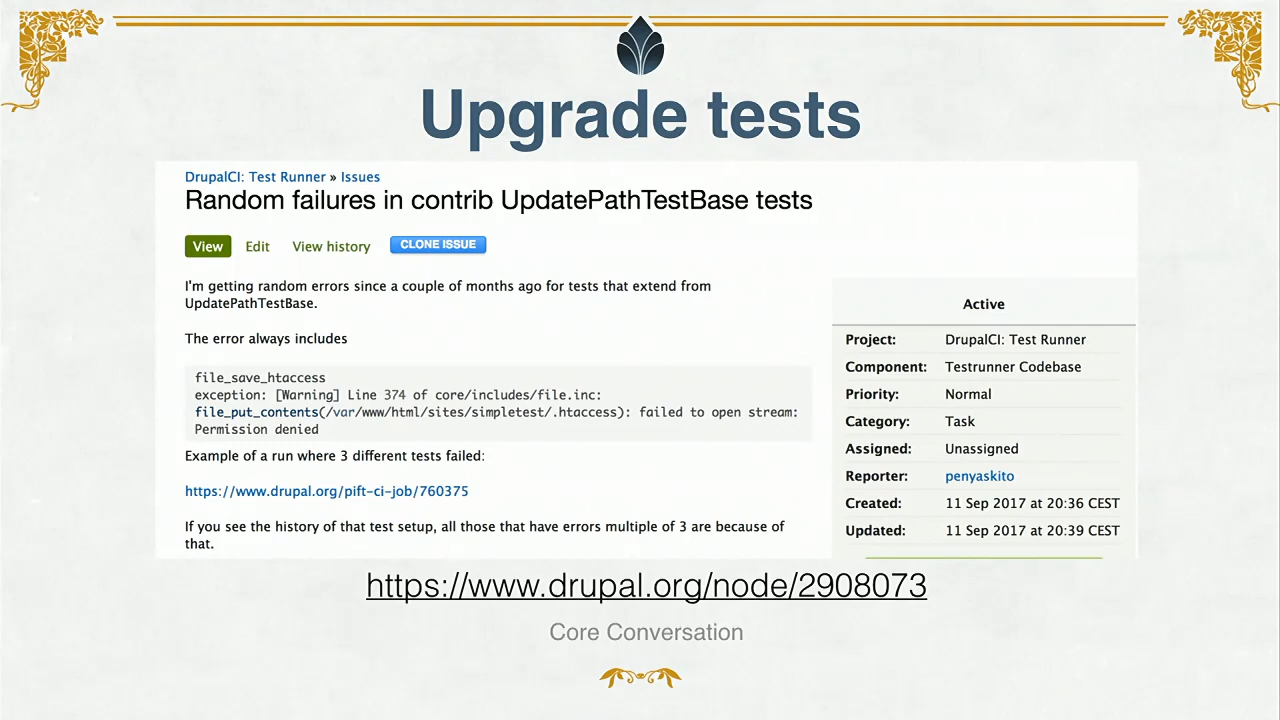 Upgrade tests
DrupalCI: Test Runner » Issues
Random failures in contrib UpdatePathTestBase tests
View Edit View history CLONE ISSUE
I'm getting random errors since a couple of months ago for tests that extend from
UpdatePathTestBase.
The error always includes
file_save_htaccess
exception: [Warning] Line 374 of core/includes/file.inc:
file_put_contents(/var/www/html/sites/simpletest/.htaccess): failed to open stream:
Permission denied
Example of a run where 3 different tests failed:
https://www.drupal.org/pift-ci-job/760375
If you see the history of that test setup, all those that have errors multiple of 3 are because of
that.
Active
Project: DrupalCI: Test Runner
Component: Testrunner Codebase
Priority: Normal
Category: Task
Assigned: Unassigned
Reporter: penyaskito
Created: 11 Sep 2017 at 20:36 CEST
Updated: 11 Sep 2017 at 20:39 CEST
https://www.drupal.org/node/2908073
Core Conversation